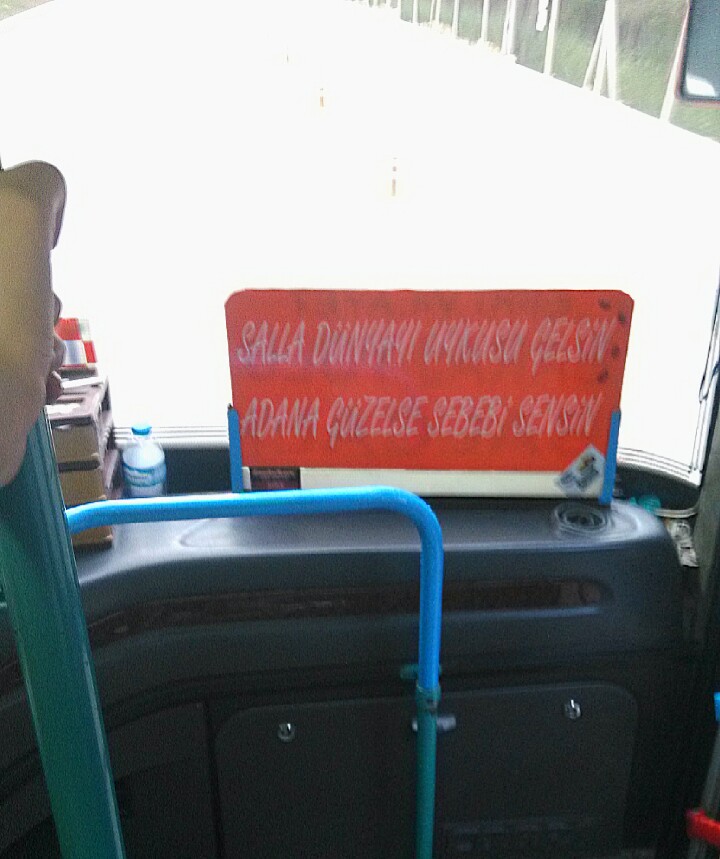 SALLA DÜNYAYI UYKUSU GELSİN
ADANA GÜZELSE SEBEBİ SENSİN